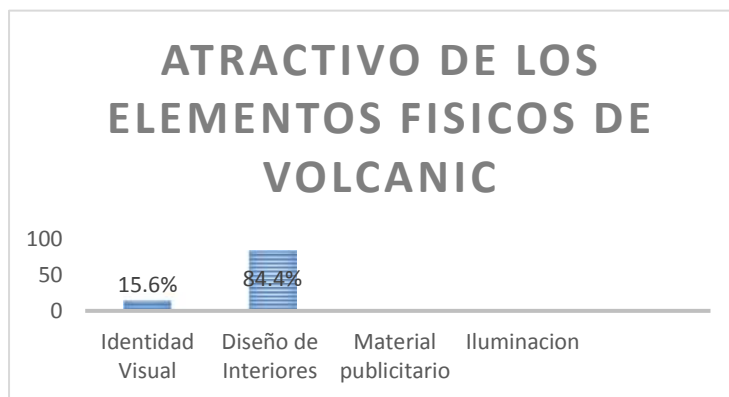 ATRACTIVO DE LOS
ELEMENTOS FISICOS DE
VOLCANIC
100
50
0
15.6%
84.4%
Identidad
Visual
Diseño de
Interiores
Material
publicitario
Iluminacion